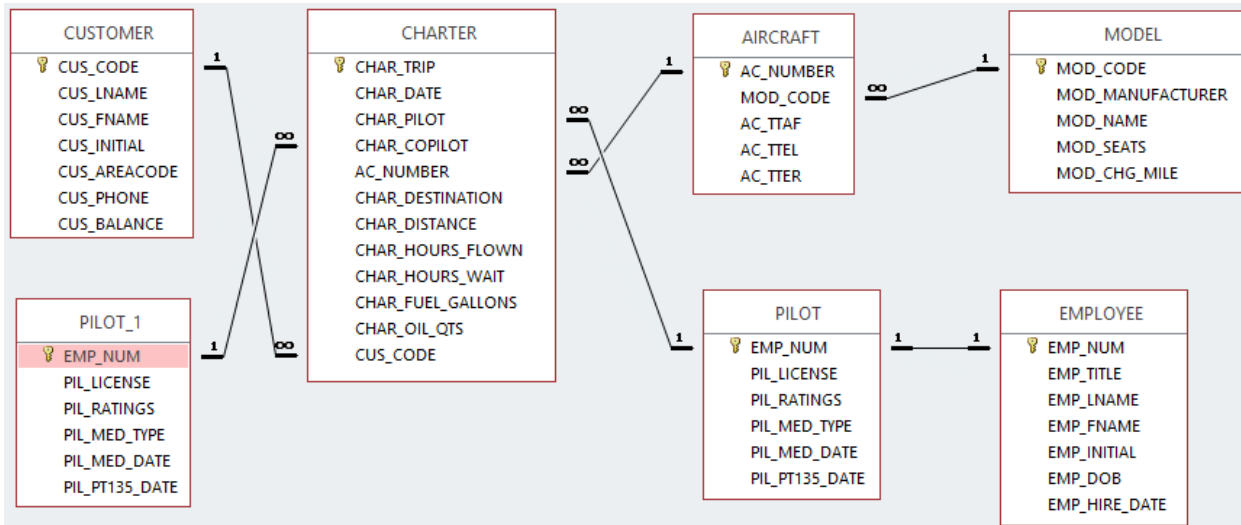 CUSTOMER
CUS_CODE
CUS_LNAME
CUS_FNAME
CUS_INITIAL
CUS_AREACODE
CUS_PHONE
CUS_BALANCE
1
CHARTER
CHAR_TRIP
CHAR_DATE
CHAR_PILOT
CHAR_COPILOT
AC_NUMBER
CHAR_DESTINATION
CHAR_DISTANCE
CHAR_HOURS_FLOWN
CHAR_HOURS_WAIT
CHAR_FUEL_GALLONS
CHAR_OIL_QTS
CUS_CODE
∞
∞
∞
∞
AIRCRAFT
AC_NUMBER
MOD_CODE
AC_TTAF
AC_TTEL
AC_TTER
1
∞
MODEL
MOD_CODE
MOD_MANUFACTURER
MOD_NAME
MOD_SEATS
MOD_CHG_MILE
1
PILOT_1
EMP_NUM
PIL_LICENSE
PIL_RATINGS
PIL_MED_TYPE
PIL_MED_DATE
PIL_PT135_DATE
1
PILOT
EMP_NUM
PIL_LICENSE
PIL_RATINGS
PIL_MED_TYPE
PIL_MED_DATE
PIL_PT135_DATE
1
1
EMPLOYEE
EMP_NUM
EMP_TITLE
EMP_LNAME
EMP_FNAME
EMP_INITIAL
EMP_DOB
EMP_HIRE_DATE
1